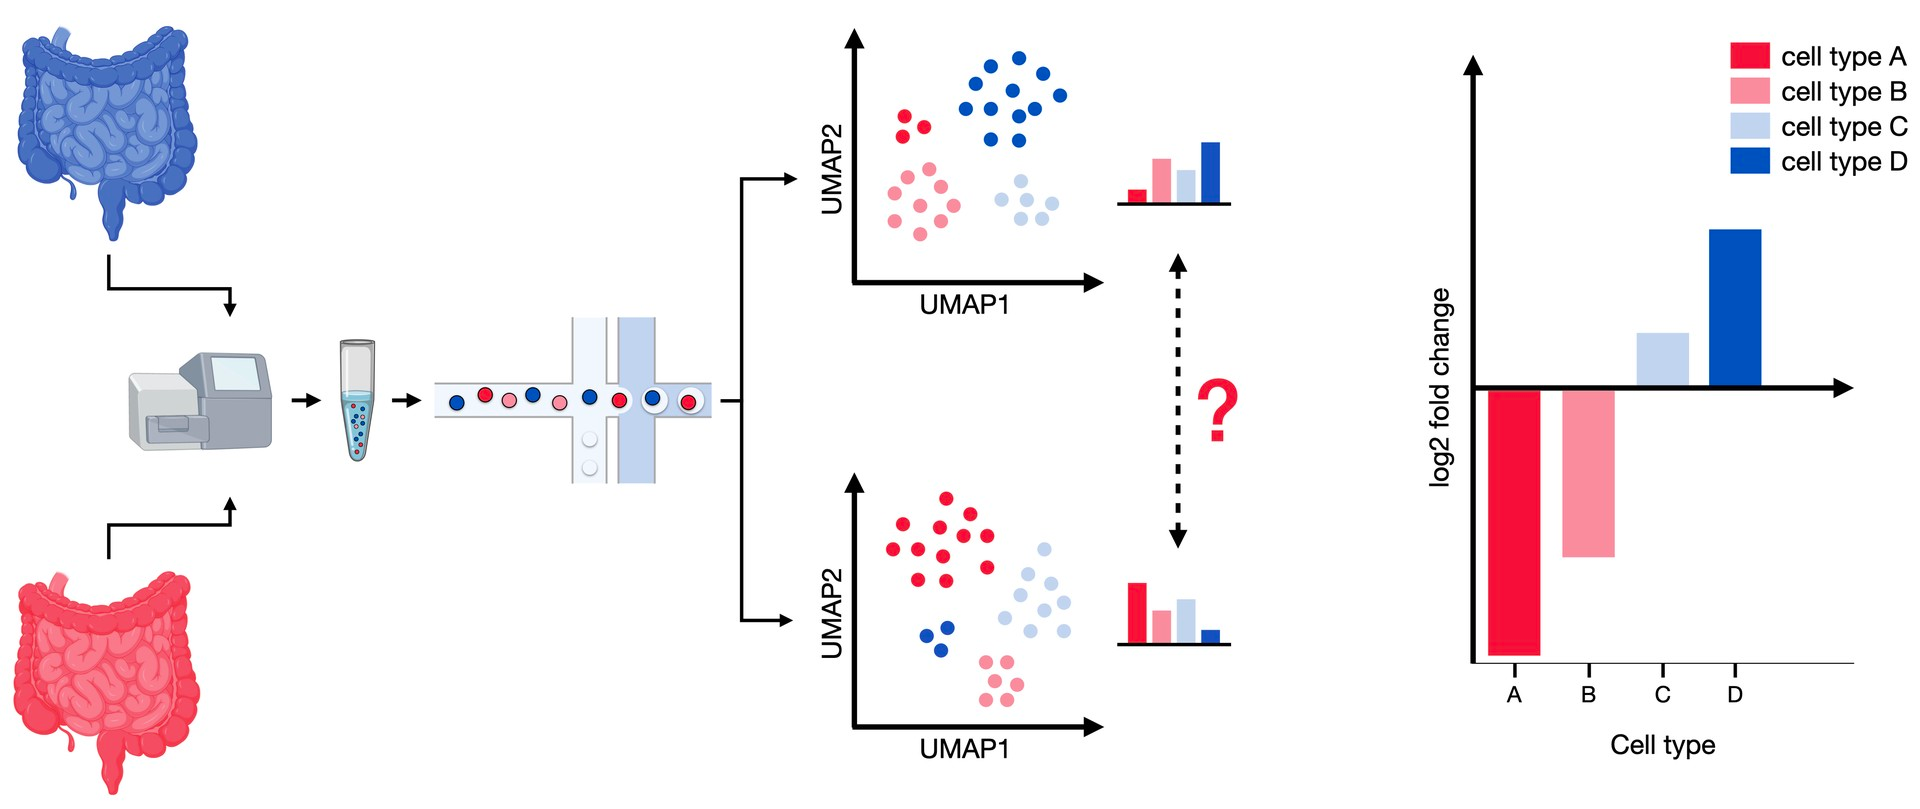 UMAP2
UMAP1
?
UMAP2
UMAP1
cell type A
cell type B
cell type C
cell type D
log2 fold change
A B C D
Cell type